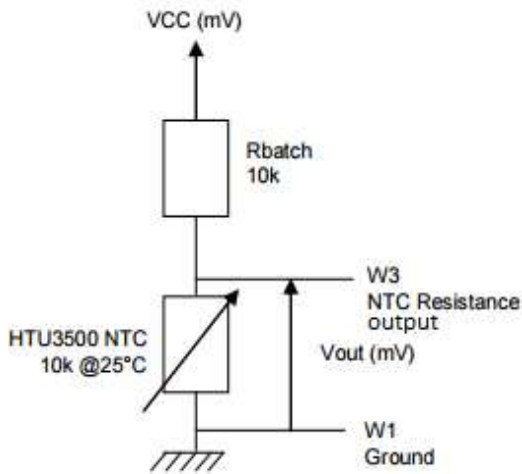 VCC (mV)
Rbatch
10k
W3
NTC Resistance
output
HTU3500 NTC
10k @25°C
Vout (mV)
W1
Ground